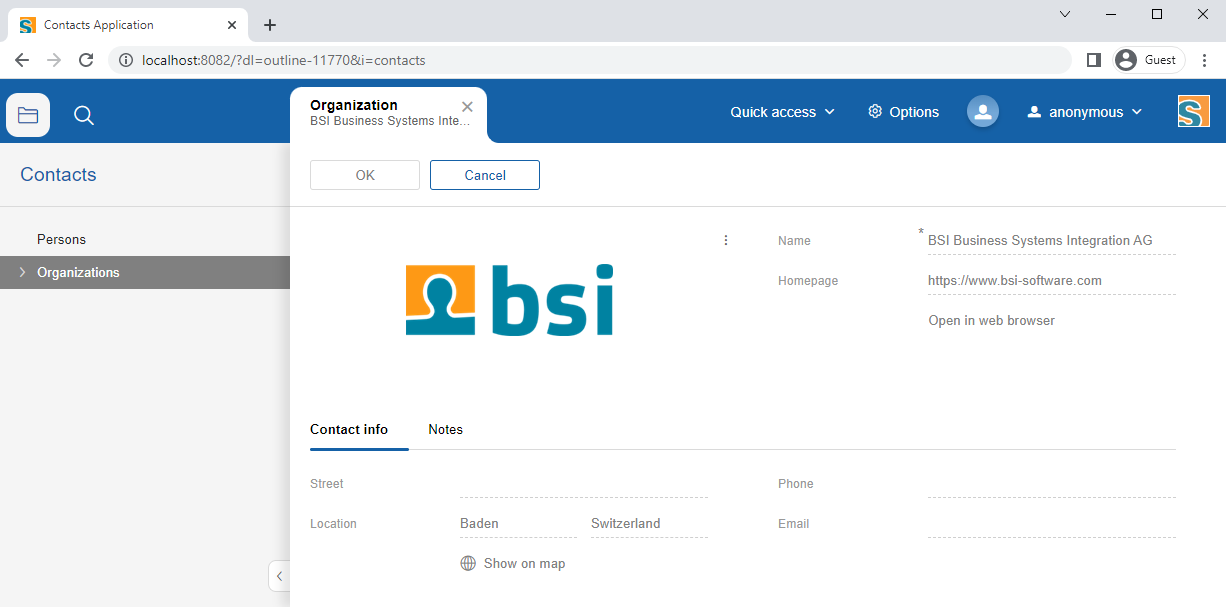 Contacts Application
localhost:8082/?dl=outline-11770&i=contacts
Guest
Organization
BSI Business Systems Inte...
Quick access
Options
anonymous
S
Contacts
OK
Cancel
Persons
Organizations
bsi
Name
* BSI Business Systems Integration AG
Homepage
https://www.bsi-software.com
Open in web browser
Contact info
Notes
Street
Phone
Location
Baden
Switzerland
Email
Show on map